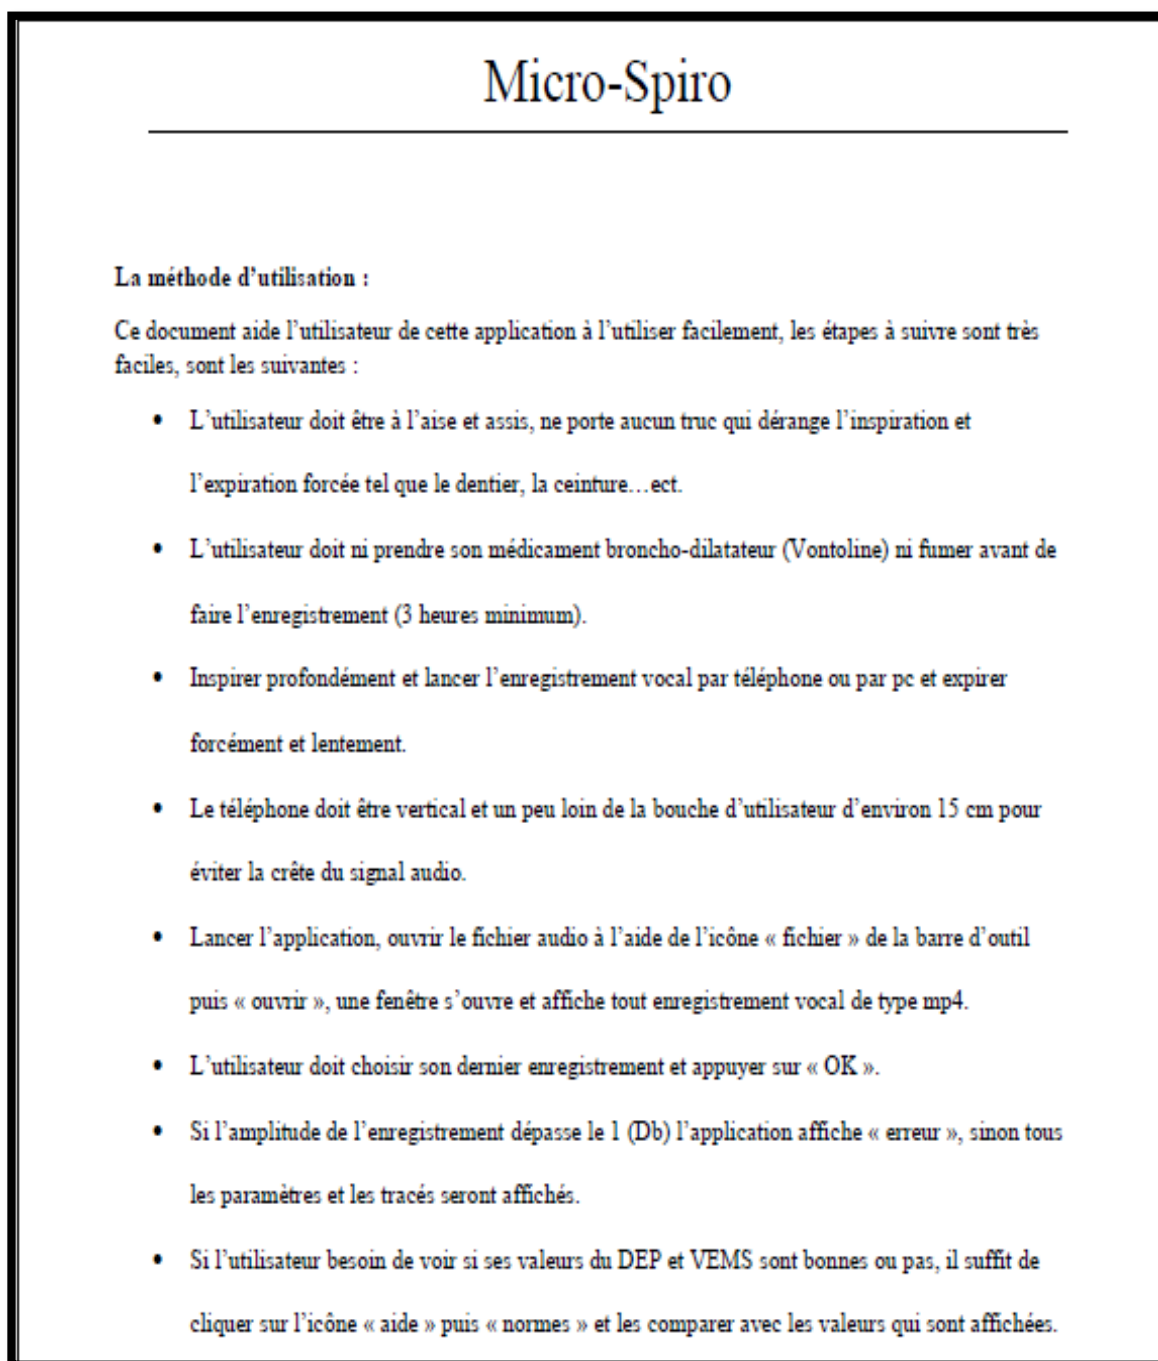 Micro-Spiro
La méthode d’utilisation :
Ce document aide l’utilisateur de cette application à l’utiliser facilement, les étapes à suivre sont très
faciles, sont les suivantes :
• L’utilisateur doit être à l’aise et assis, ne porte aucun truc qui dérange l’inspiration et
l’expiration forcée tel que le dentier, la ceinture…ect.
• L’utilisateur doit ni prendre son médicament broncho-dilatateur (Vontoline) ni fumer avant de
faire l’enregistrement (3 heures minimum).
• Inspirer profondément et lancer l’enregistrement vocal par téléphone ou par pc et expirer
forcément et lentement.
• Le téléphone doit être vertical et un peu loin de la bouche d’utilisateur d’environ 15 cm pour
éviter la crête du signal audio.
• Lancer l’application, ouvrir le fichier audio à l’aide de l’icône « fichier » de la barre d’outil
puis « ouvrir », une fenêtre s’ouvre et affiche tout enregistrement vocal de type mp4.
• L’utilisateur doit choisir son dernier enregistrement et appuyer sur « OK ».
• Si l’amplitude de l’enregistrement dépasse le 1 (Db) l’application affiche « erreur », sinon tous
les paramètres et les tracés seront affichés.
• Si l’utilisateur besoin de voir si ses valeurs du DEP et VEMS sont bonnes ou pas, il suffit de
cliquer sur l’icône « aide » puis « normes » et les comparer avec les valeurs qui sont affichées.